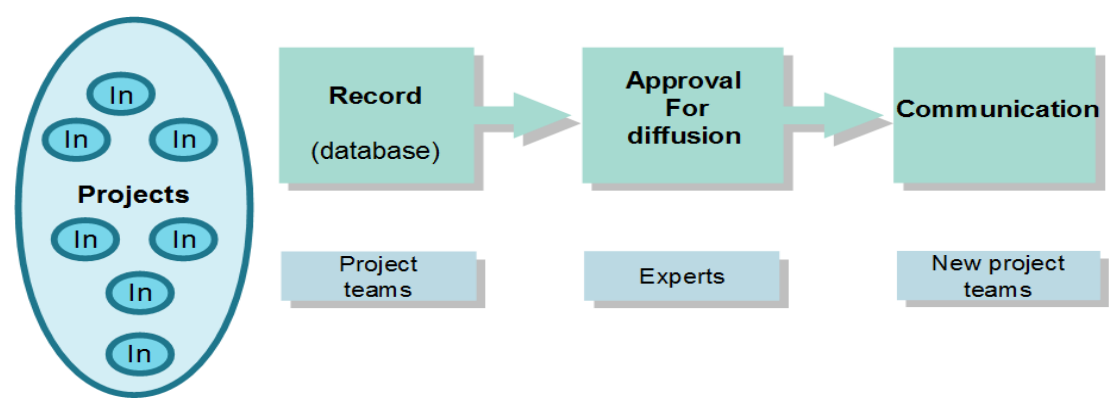 In
In
In
Projects
In
In
In
In
Record
(database)
Approval
For
diffusion
Communication
Project
teams
Experts
New project
teams